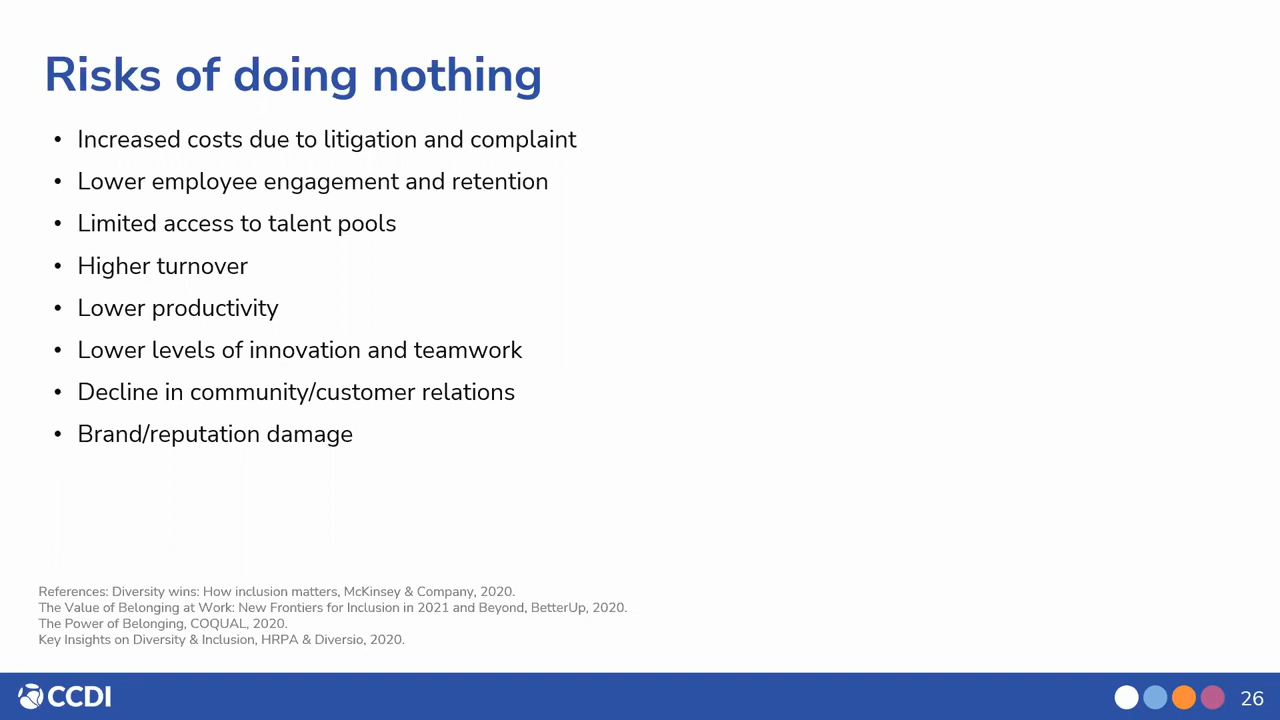 Risks of doing nothing
• Increased costs due to litigation and complaint
• Lower employee engagement and retention
• Limited access to talent pools
• Higher turnover
• Lower productivity
• Lower levels of innovation and teamwork
• Decline in community/customer relations
• Brand/reputation damage
References: Diversity wins: How inclusion matters, McKinsey & Company, 2020.
The Value of Belonging at Work: New Frontiers for Inclusion in 2021 and Beyond, BetterUp, 2020.
The Power of Belonging, COQUAL, 2020.
Key Insights on Diversity & Inclusion, HRPA & Diversio, 2020.
CCDI
26